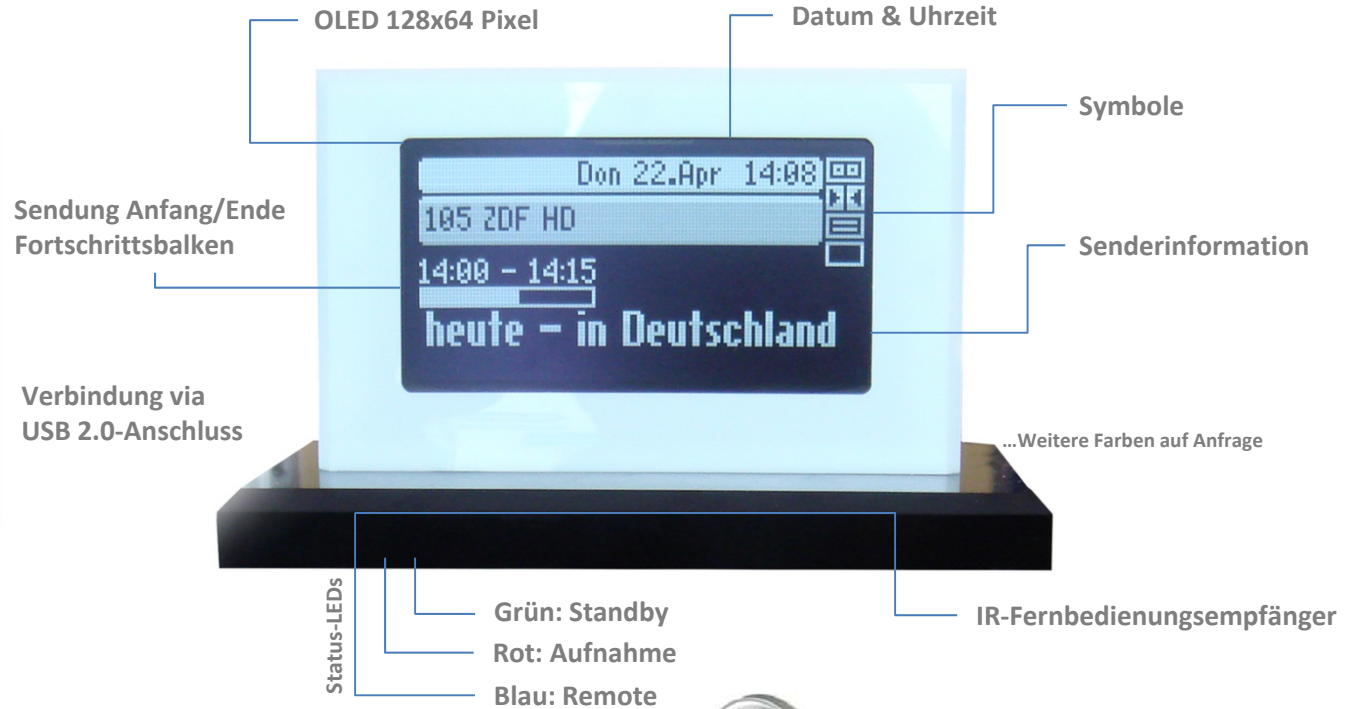 OLED 128x64 Pixel
Datum & Uhrzeit
Symbole
Don 22.Apr 14:08
105 ZDF HD
Sendung Anfang/Ende
Fortschrittsbalken
Senderinformation
14:00 - 14:15
heute - in Deutschland
Verbindung via
USB 2.0-Anschluss
…Weitere Farben auf Anfrage
Status-LEDs
Grün: Standby
IR-Fernbedienungsempfänger
Rot: Aufnahme
Blau: Remote